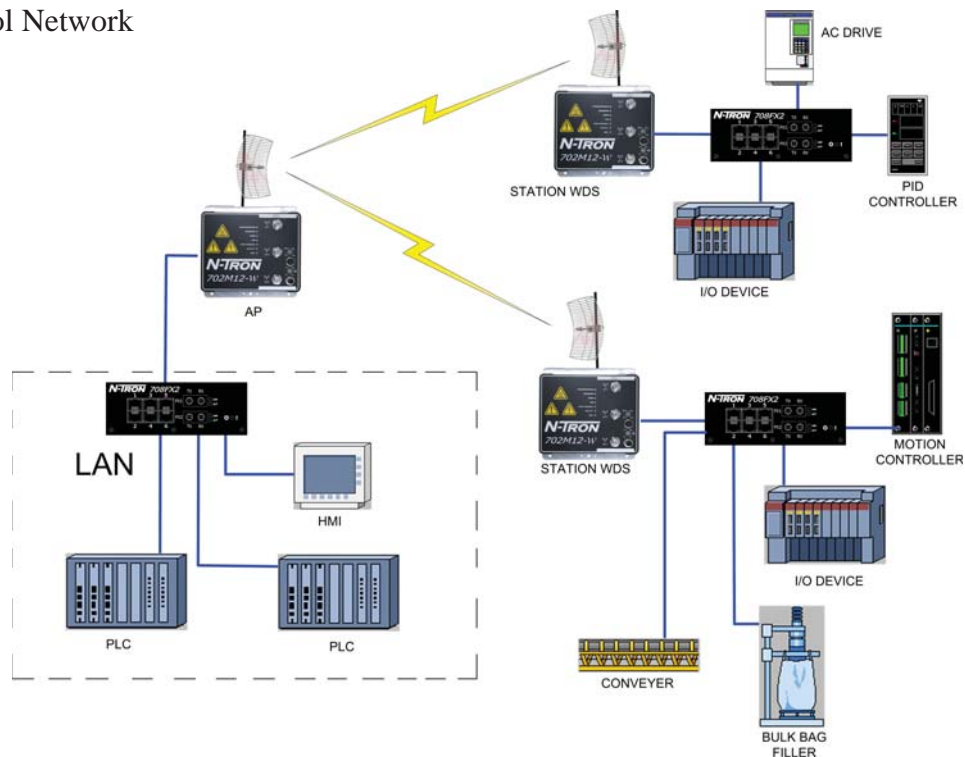 ol Network
AC DRIVE
N-TRON 708FX2
N-TRON
702M12-W
STATION WDS
PID
CONTROLLER
I/O DEVICE
N-TRON
702M12-W
AP
N-TRON 708FX2
LAN
HMI
PLC
PLC
N-TRON
702M12-W
STATION WDS
N-TRON 708FX2
MOTION
CONTROLLER
I/O DEVICE
CONVEYER
BULK BAG
FILLER